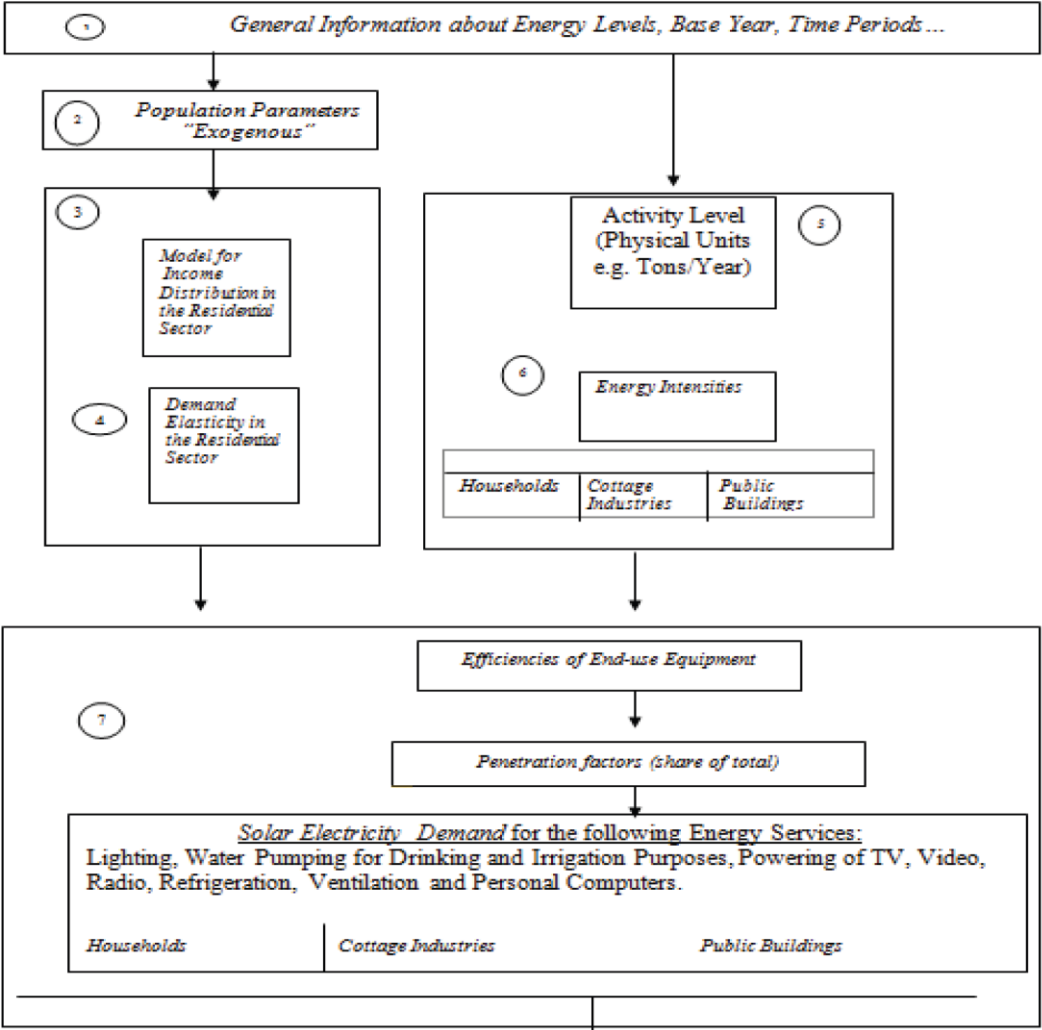 1 General Information about Energy Levels, Base Year, Time Periods…
2 Population Parameters
"Exogenous"
3
Model for
Income
Distribution in
the Residential
Sector
4
Demand
Elasticity in
the Residential
Sector
Activity Level
(Physical Units
e.g. Tons/Year)
5
6
Energy Intensities
Households Cottage Public
Industries Buildings
Efficiencies of End-use Equipment
7
Penetration factors (share of total)
Solar Electricity Demand for the following Energy Services:
Lighting, Water Pumping for Drinking and Irrigation Purposes, Powering of TV, Video,
Radio, Refrigeration, Ventilation and Personal Computers.
Households Cottage Industries Public Buildings